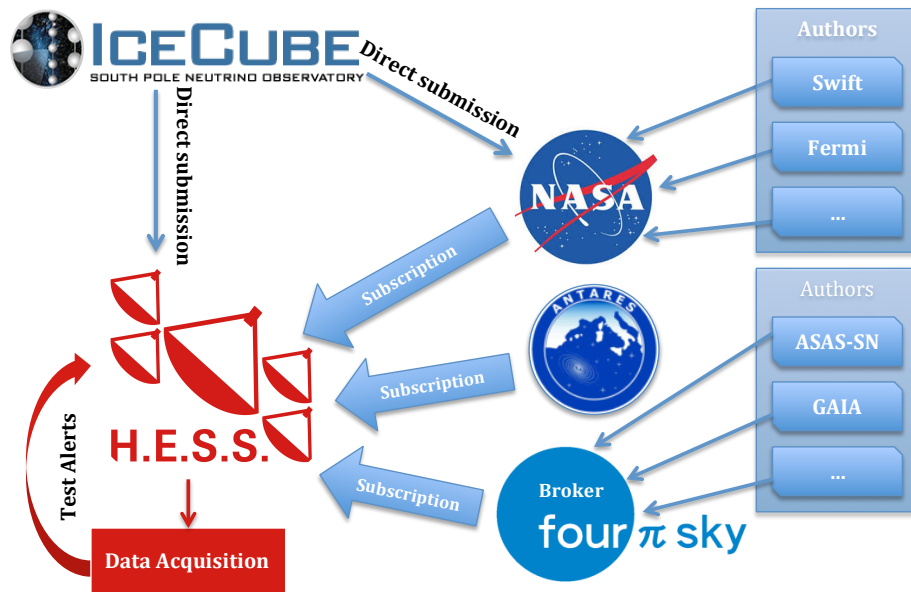 ICECUBE
SOUTH POLE NEUTRINO OBSERVATORY
Direct submission
Direct submission
Authors
Swift
Fermi
...
NASA
Subscription
ANTARES
Authors
ASAS-SN
GAIA
...
Subscription
H.E.S.S.
Subscription
Broker
four π sky
Test Alerts
Data Acquisition